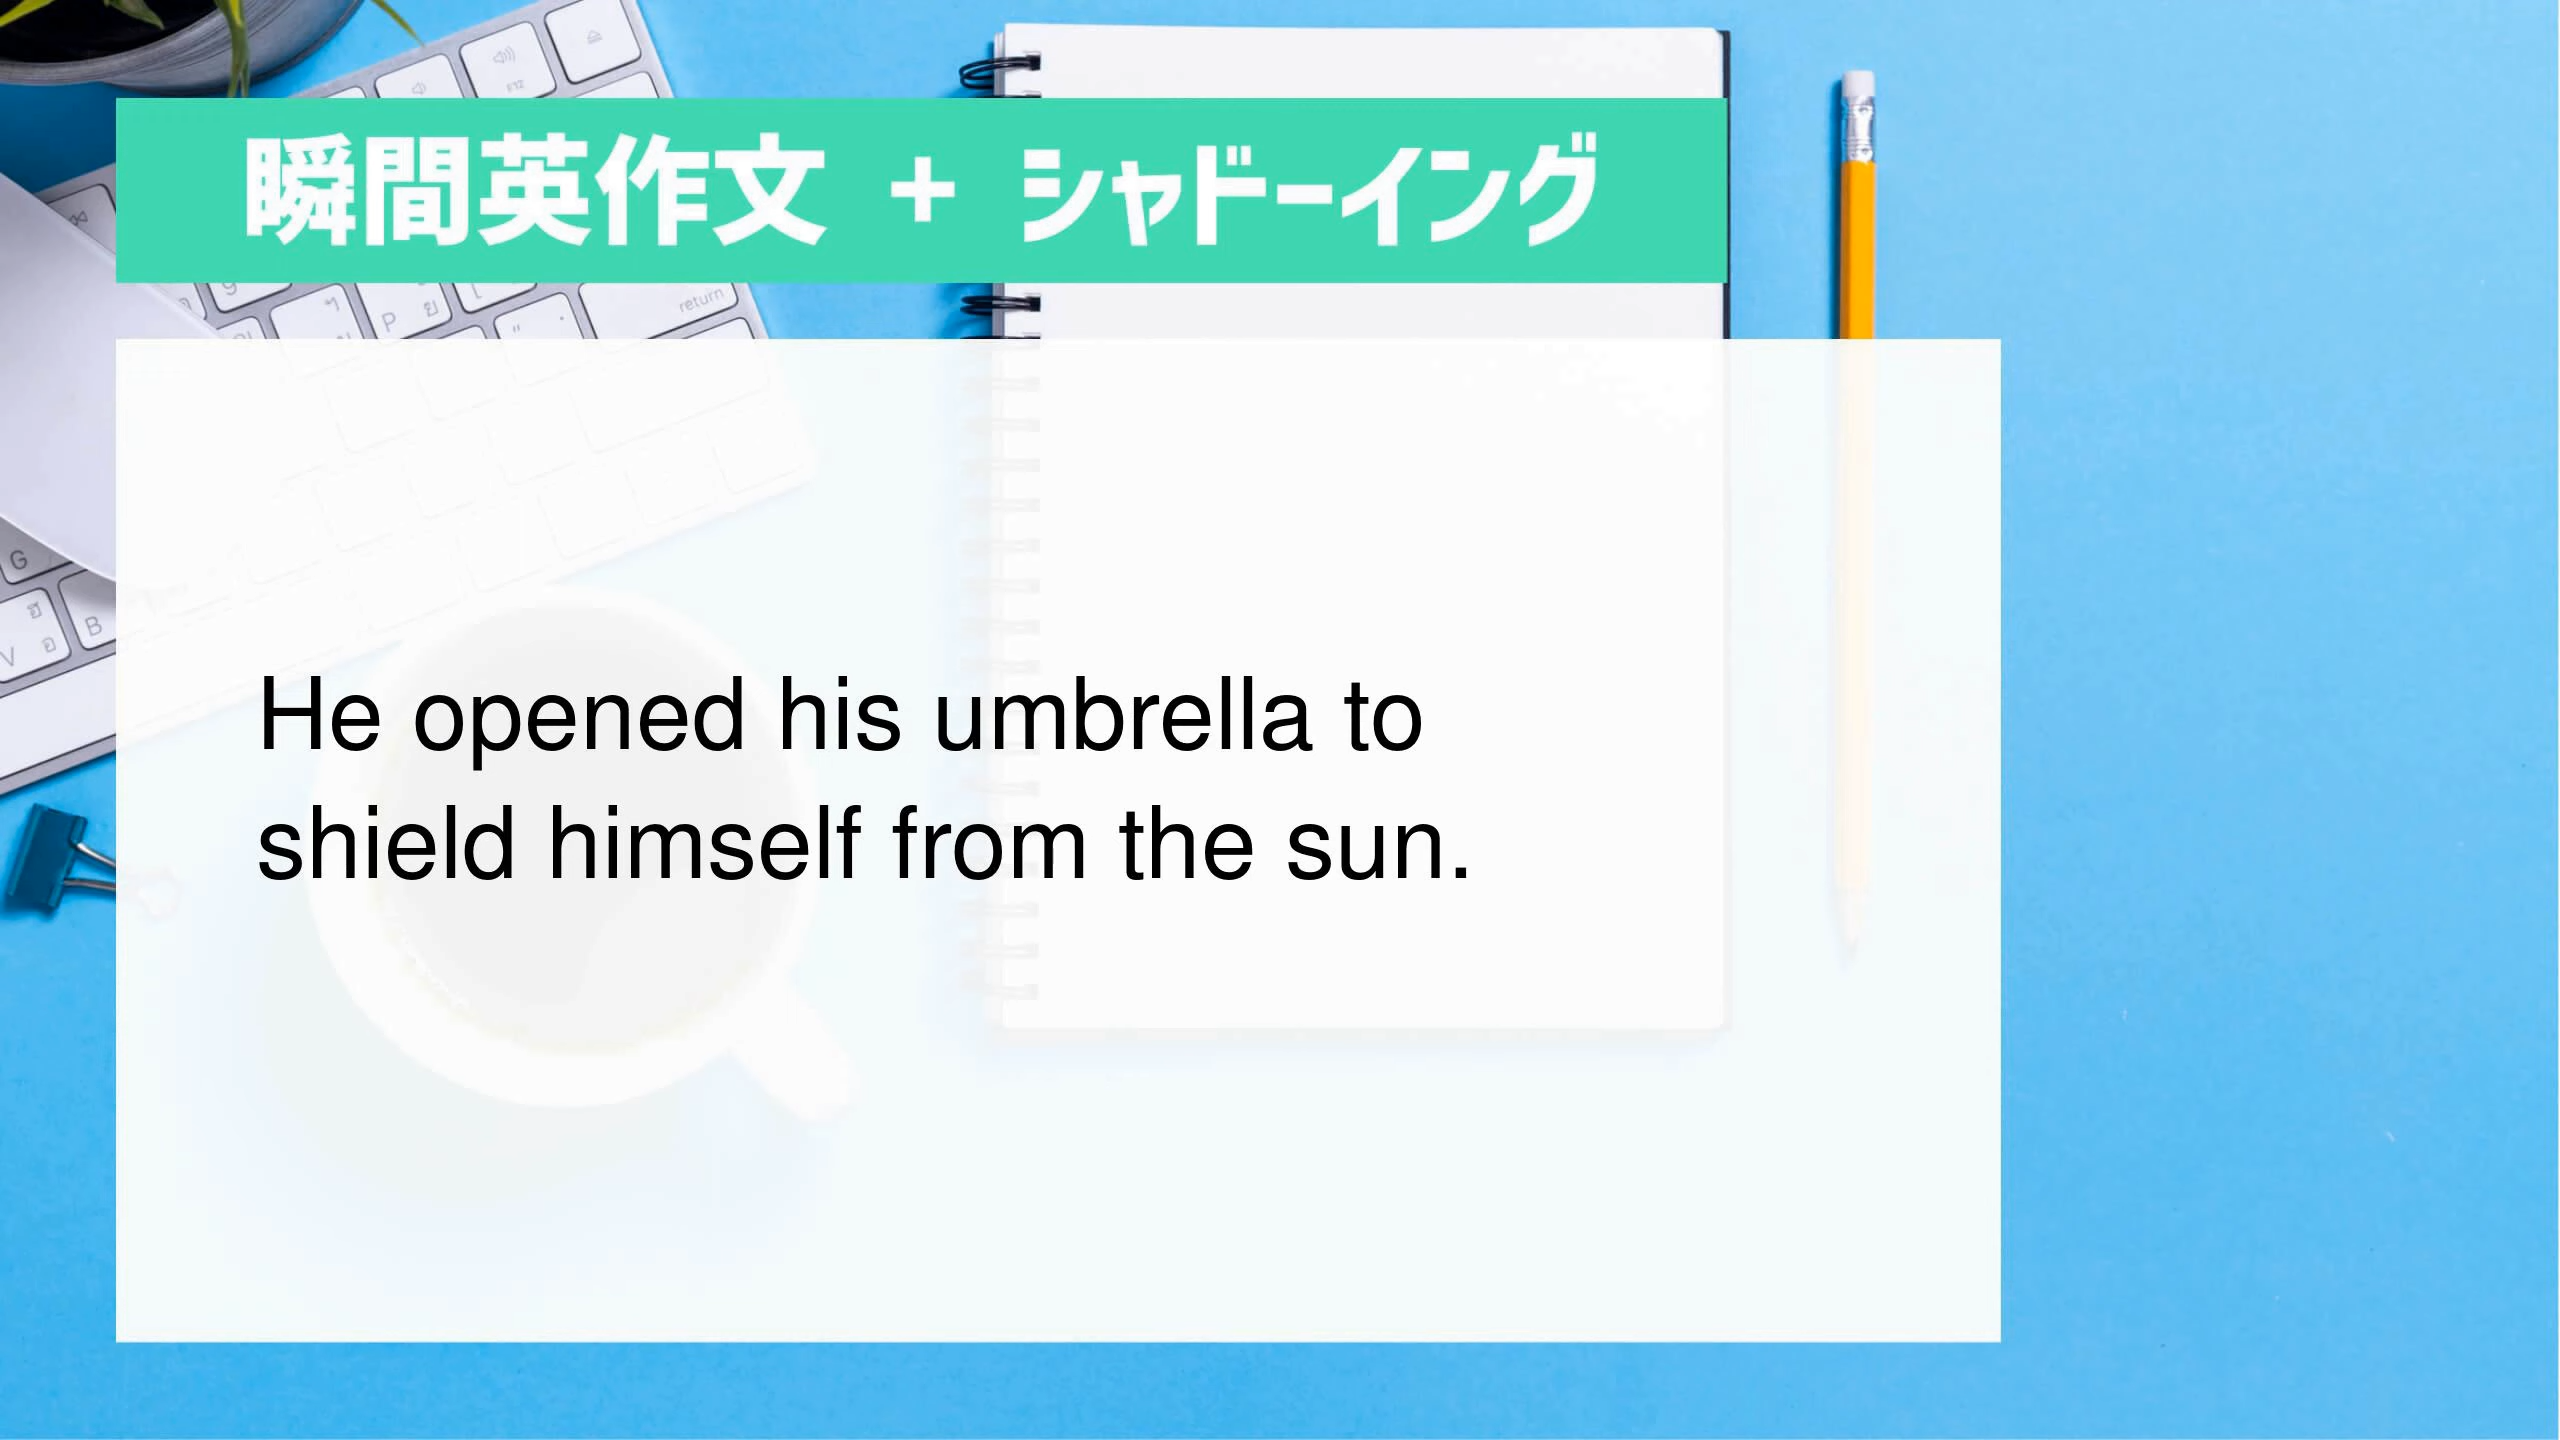 瞬間英作文 + シャドーイング
He opened his umbrella to
shield himself from the sun.